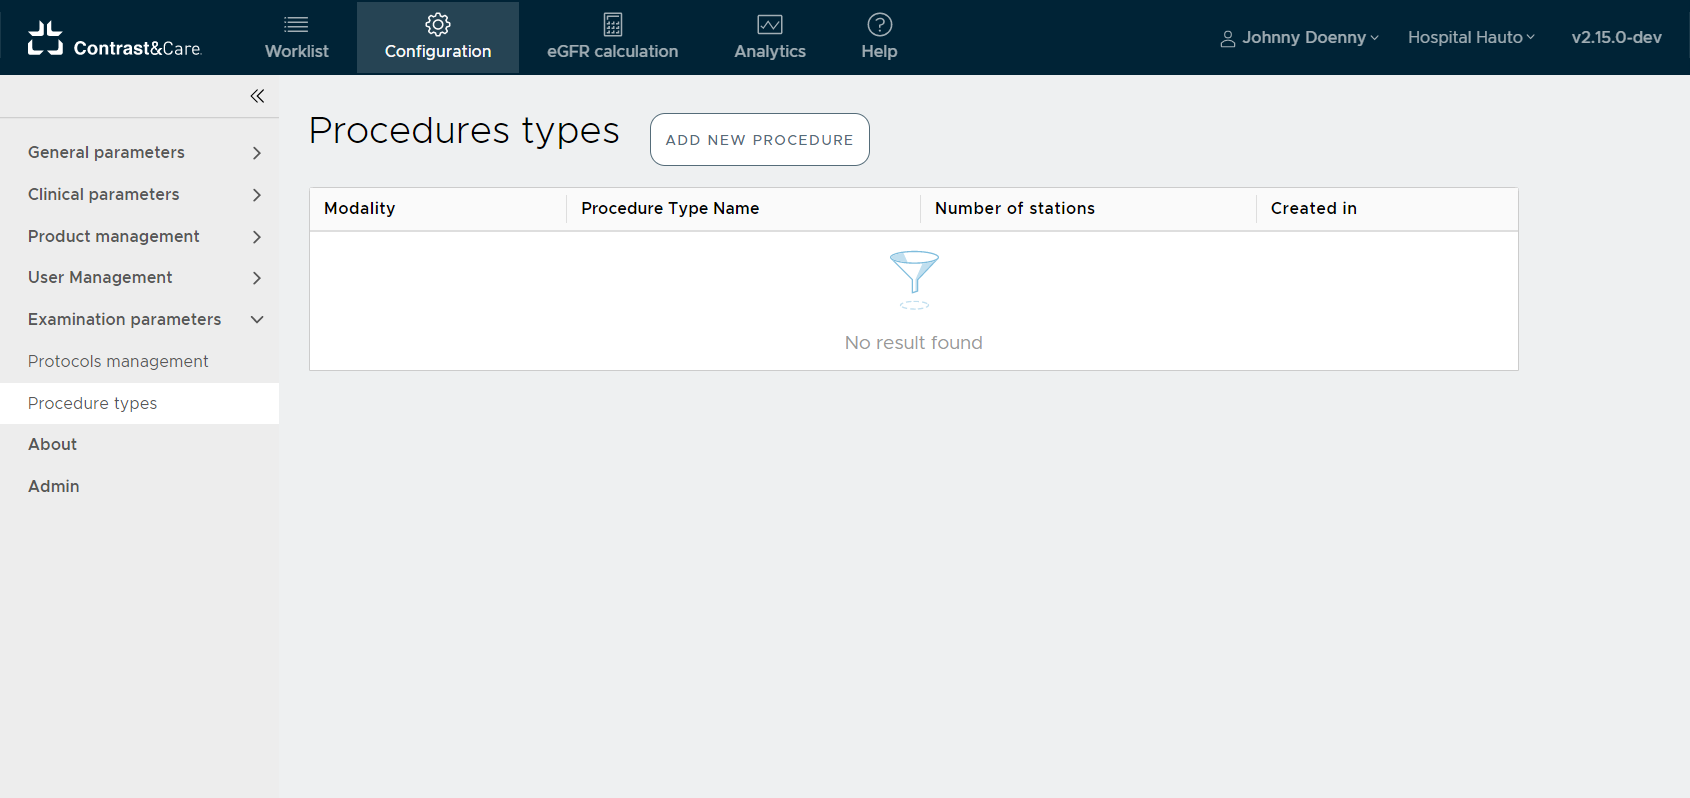 Contrast&Care.
Worklist
Configuration
eGFR calculation
Analytics
Help
Johnny Doenny
Hospital Hauto
v2.15.0-dev
General parameters
Clinical parameters
Product management
User Management
Examination parameters
Protocols management
Procedure types
About
Admin
Procedures types
ADD NEW PROCEDURE
Modality Procedure Type Name Number of stations Created in
No result found